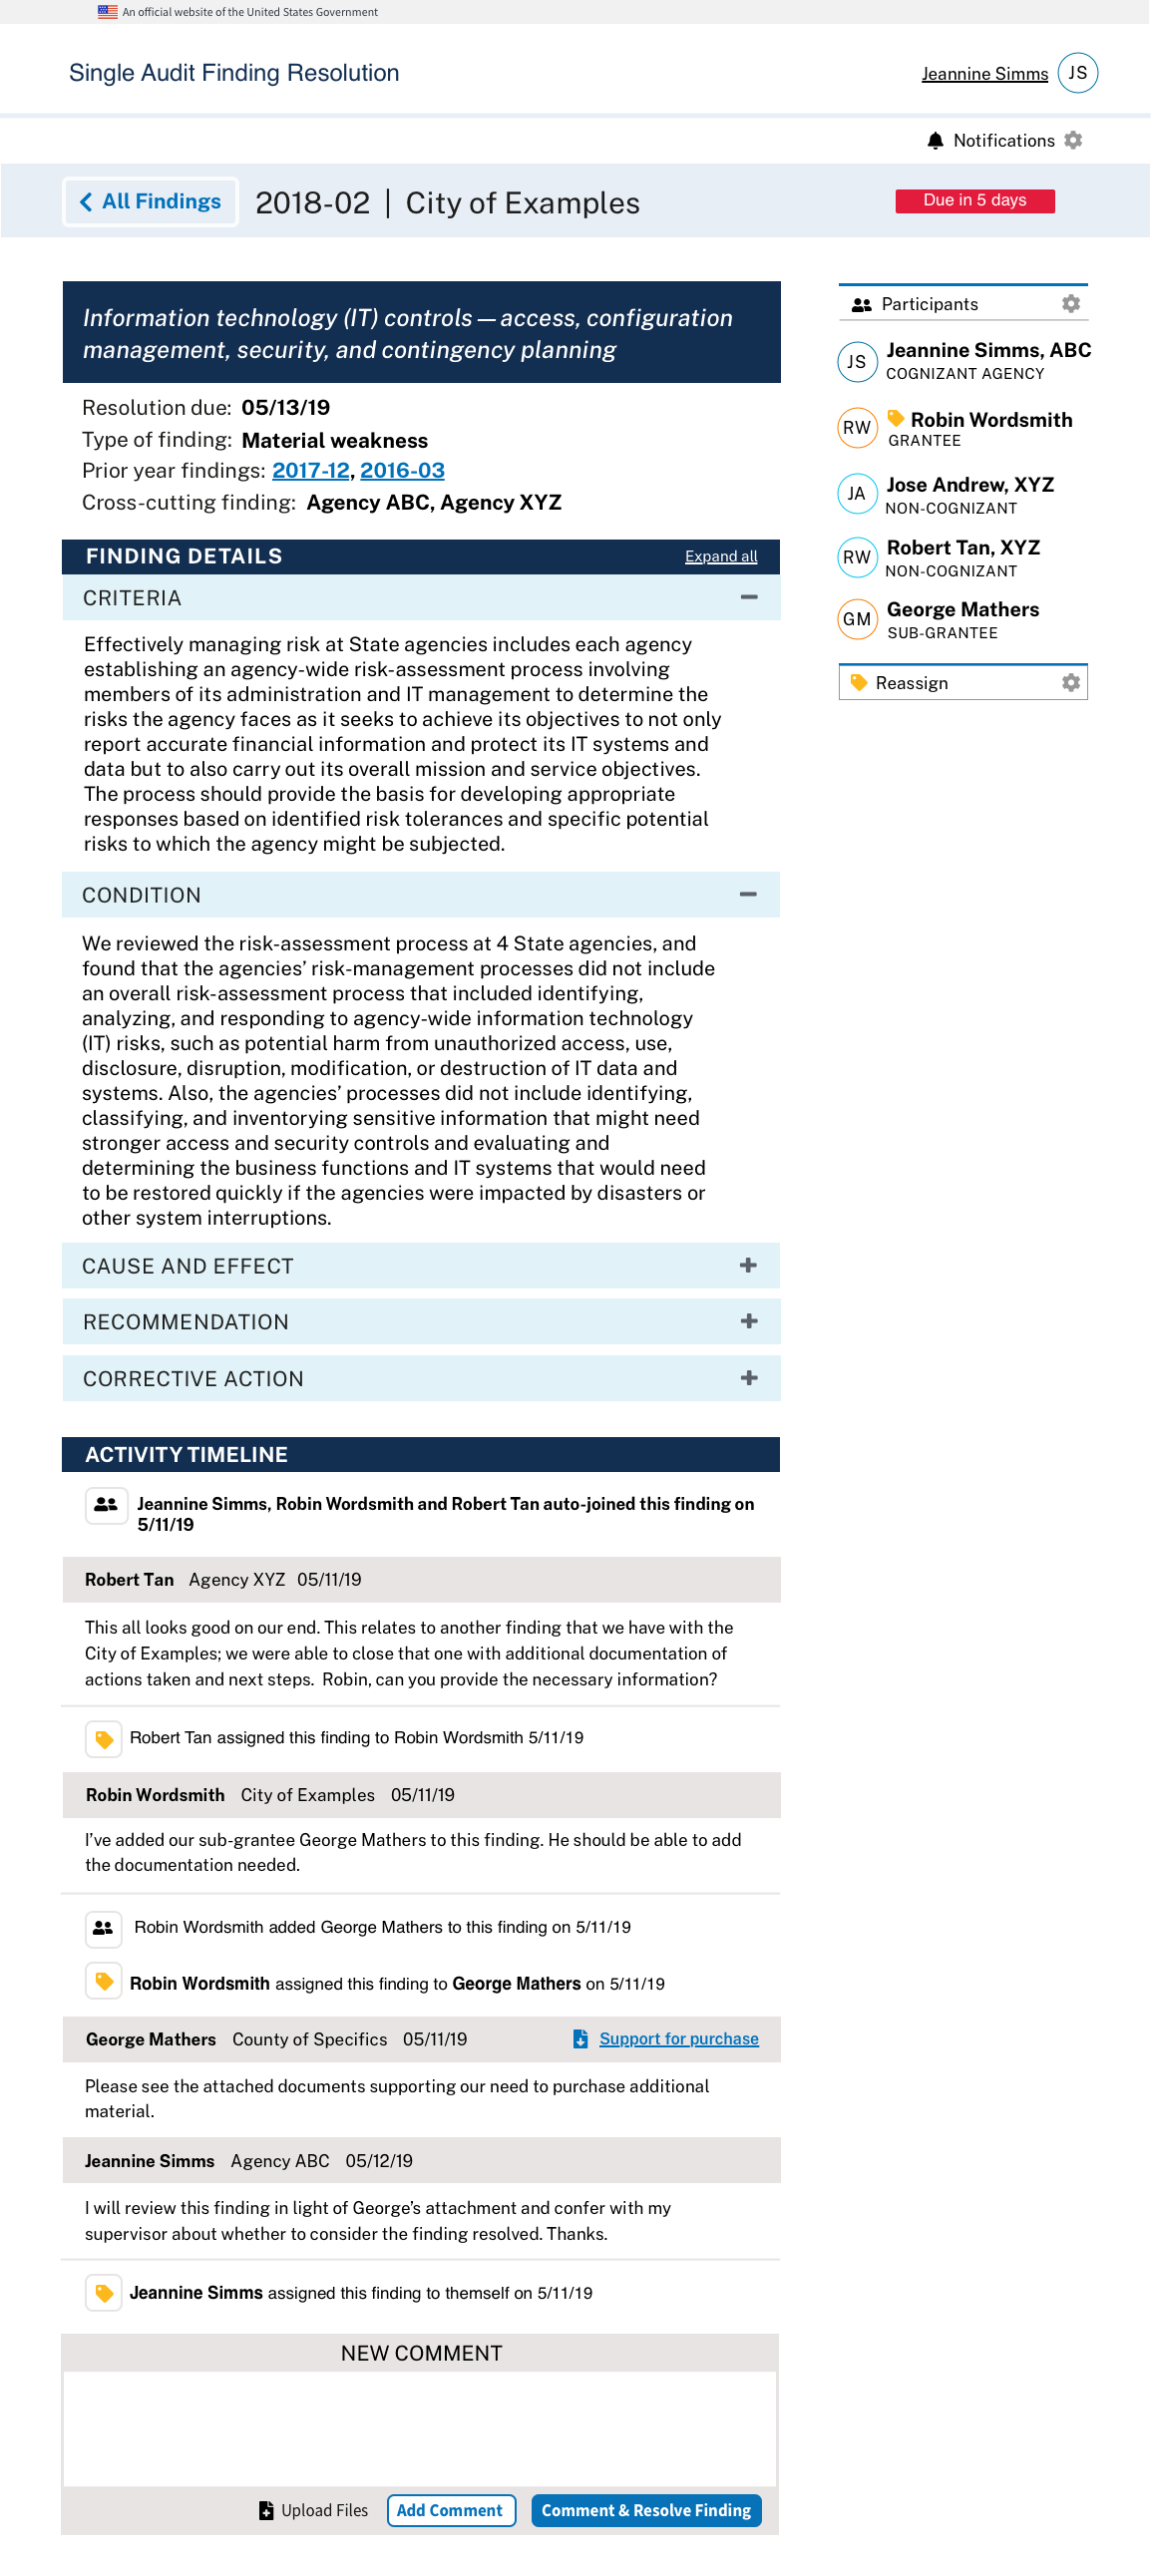 An official website of the United States Government
Single Audit Finding Resolution
Jeannine Simms JS
Notifications
All Findings 2018-02 | City of Examples Due in 5 days
Information technology (IT) controls — access, configuration
management, security, and contingency planning
Resolution due: 05/13/19
Type of finding: Material weakness
Prior year findings: 2017-12, 2016-03
Cross-cutting finding: Agency ABC, Agency XYZ
FINDING DETAILS Expand all
CRITERIA
Effectively managing risk at State agencies includes each agency
establishing an agency-wide risk-assessment process involving
members of its administration and IT management to determine the
risks the agency faces as it seeks to achieve its objectives to not only
report accurate financial information and protect its IT systems and
data but to also carry out its overall mission and service objectives.
The process should provide the basis for developing appropriate
responses based on identified risk tolerances and specific potential
risks to which the agency might be subjected.
CONDITION
We reviewed the risk-assessment process at 4 State agencies, and
found that the agencies’ risk-management processes did not include
an overall risk-assessment process that included identifying,
analyzing, and responding to agency-wide information technology
(IT) risks, such as potential harm from unauthorized access, use,
disclosure, disruption, modification, or destruction of IT data and
systems. Also, the agencies’ processes did not include identifying,
classifying, and inventorying sensitive information that might need
stronger access and security controls and evaluating and
determining the business functions and IT systems that would need
to be restored quickly if the agencies were impacted by disasters or
other system interruptions.
CAUSE AND EFFECT
RECOMMENDATION
CORRECTIVE ACTION
ACTIVITY TIMELINE
Jeannine Simms, Robin Wordsmith and Robert Tan auto-joined this finding on
5/11/19
Robert Tan Agency XYZ 05/11/19
This all looks good on our end. This relates to another finding that we have with the
City of Examples; we were able to close that one with additional documentation of
actions taken and next steps. Robin, can you provide the necessary information?
Robert Tan assigned this finding to Robin Wordsmith 5/11/19
Robin Wordsmith City of Examples 05/11/19
I’ve added our sub-grantee George Mathers to this finding. He should be able to add
the documentation needed.
Robin Wordsmith added George Mathers to this finding on 5/11/19
Robin Wordsmith assigned this finding to George Mathers on 5/11/19
George Mathers County of Specifics 05/11/19 Support for purchase
Please see the attached documents supporting our need to purchase additional
material.
Jeannine Simms Agency ABC 05/12/19
I will review this finding in light of George’s attachment and confer with my
supervisor about whether to consider the finding resolved. Thanks.
Jeannine Simms assigned this finding to themself on 5/11/19
NEW COMMENT
Upload Files Add Comment Comment & Resolve Finding
Participants
JS Jeannine Simms, ABC
COGNIZANT AGENCY
RW Robin Wordsmith
GRANTEE
JA Jose Andrew, XYZ
NON-COGNIZANT
RW Robert Tan, XYZ
NON-COGNIZANT
GM George Mathers
SUB-GRANTEE
Reassign